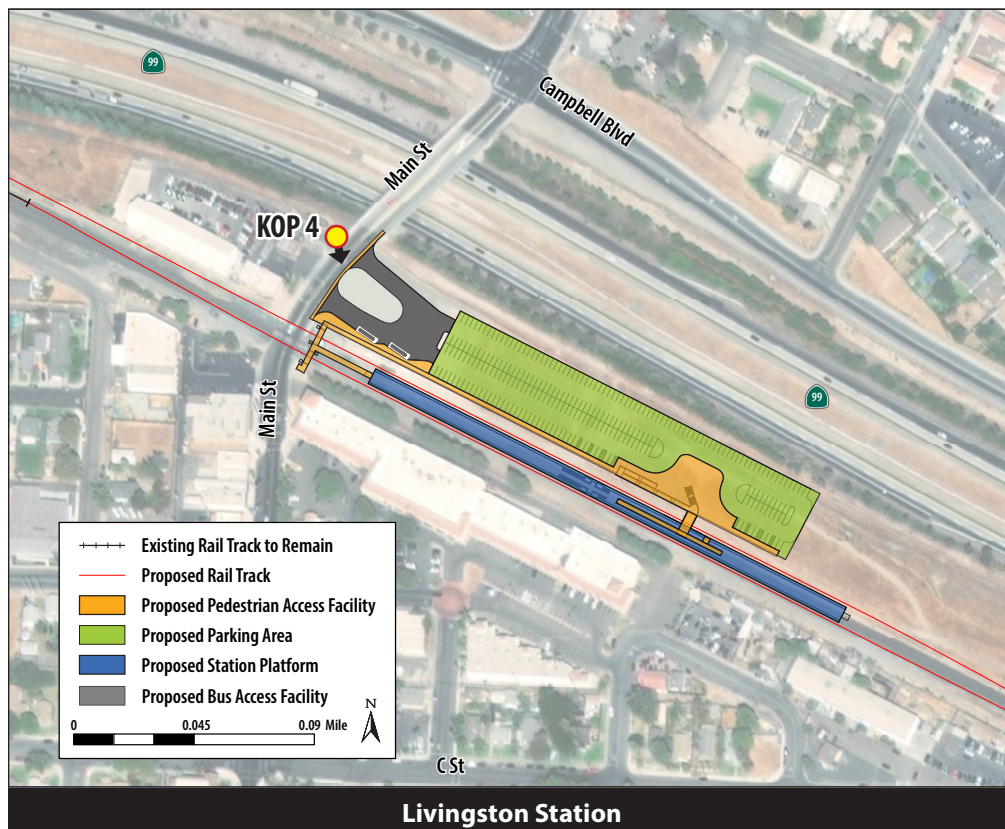 99
Campbell Blvd
Main St
KOP 4
99
Main St
Existing Rail Track to Remain
Proposed Rail Track
Proposed Pedestrian Access Facility
Proposed Parking Area
Proposed Station Platform
Proposed Bus Access Facility
N
0 0.045 0.09 Mile
C St
Livingston Station